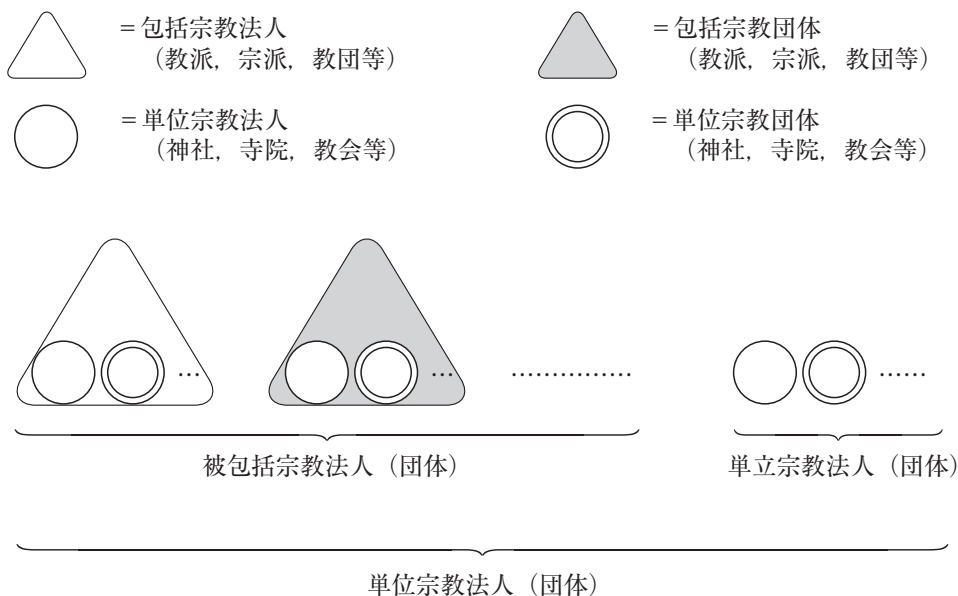 ＝包括宗教法人
（教派，宗派，教団等）
＝包括宗教団体
（教派，宗派，教団等）
＝単位宗教法人
（神社，寺院，教会等）
＝単位宗教団体
（神社，寺院，教会等）
…
…
……………
……
被包括宗教法人（団体）
単立宗教法人（団体）
単位宗教法人（団体）